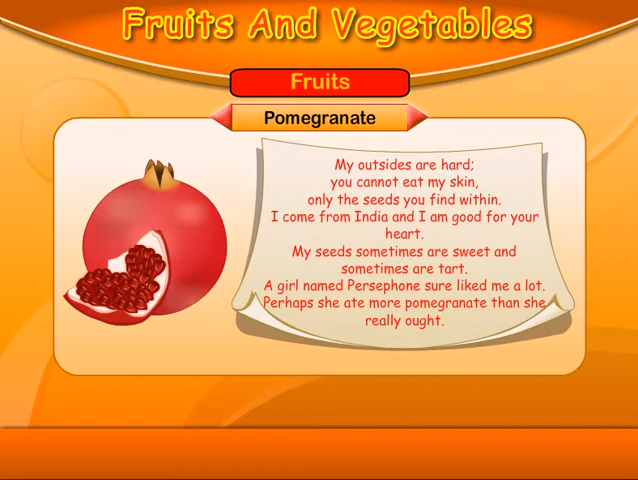 Fruits And Vegetables
Fruits
Pomegranate
My outsides are hard;
you cannot eat my skin,
only the seeds you find within.
I come from India and I am good for your
heart.
My seeds sometimes are sweet and
sometimes are tart.
A girl named Persephone sure liked me a lot.
Perhaps she ate more pomegranate than she
really ought.